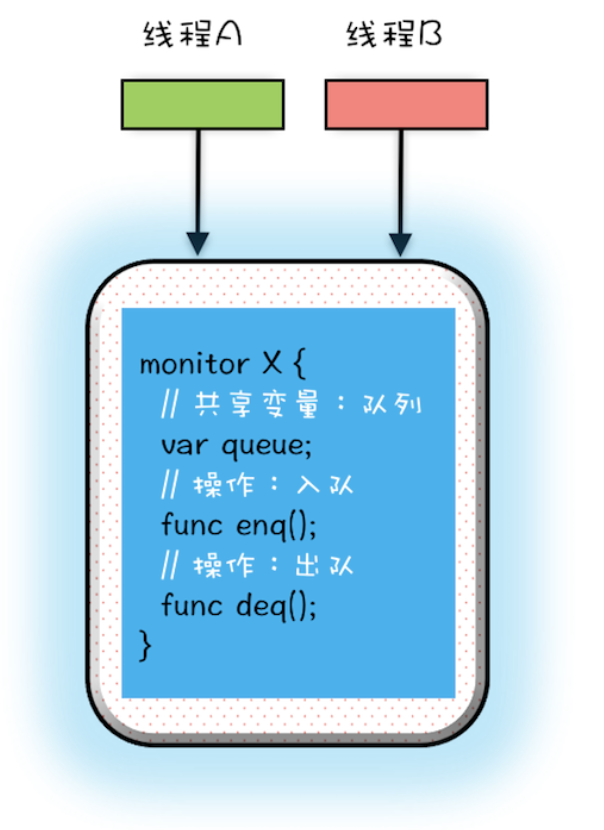 线程A
线程B
monitor X {
// 共享变量：队列
var queue;
// 操作：入队
func enq();
// 操作：出队
func deq();
}